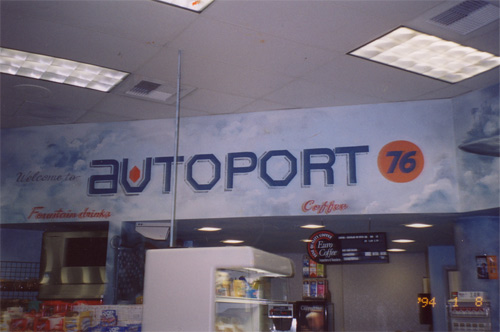 Welcome to
AUTOPORT 76
Fountain drinks
Coffee
Euro
Coffee
'94 1 8